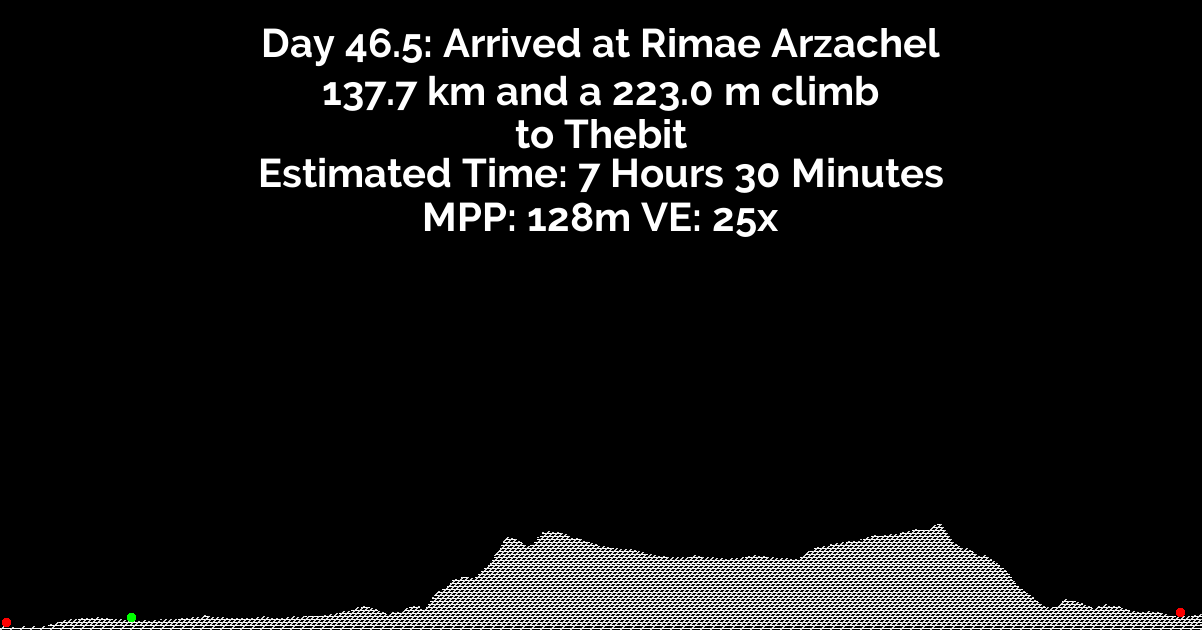 Day 46.5: Arrived at Rimae Arzachel
137.7 km and a 223.0 m climb
to Thebit
Estimated Time: 7 Hours 30 Minutes
MPP: 128m VE: 25x